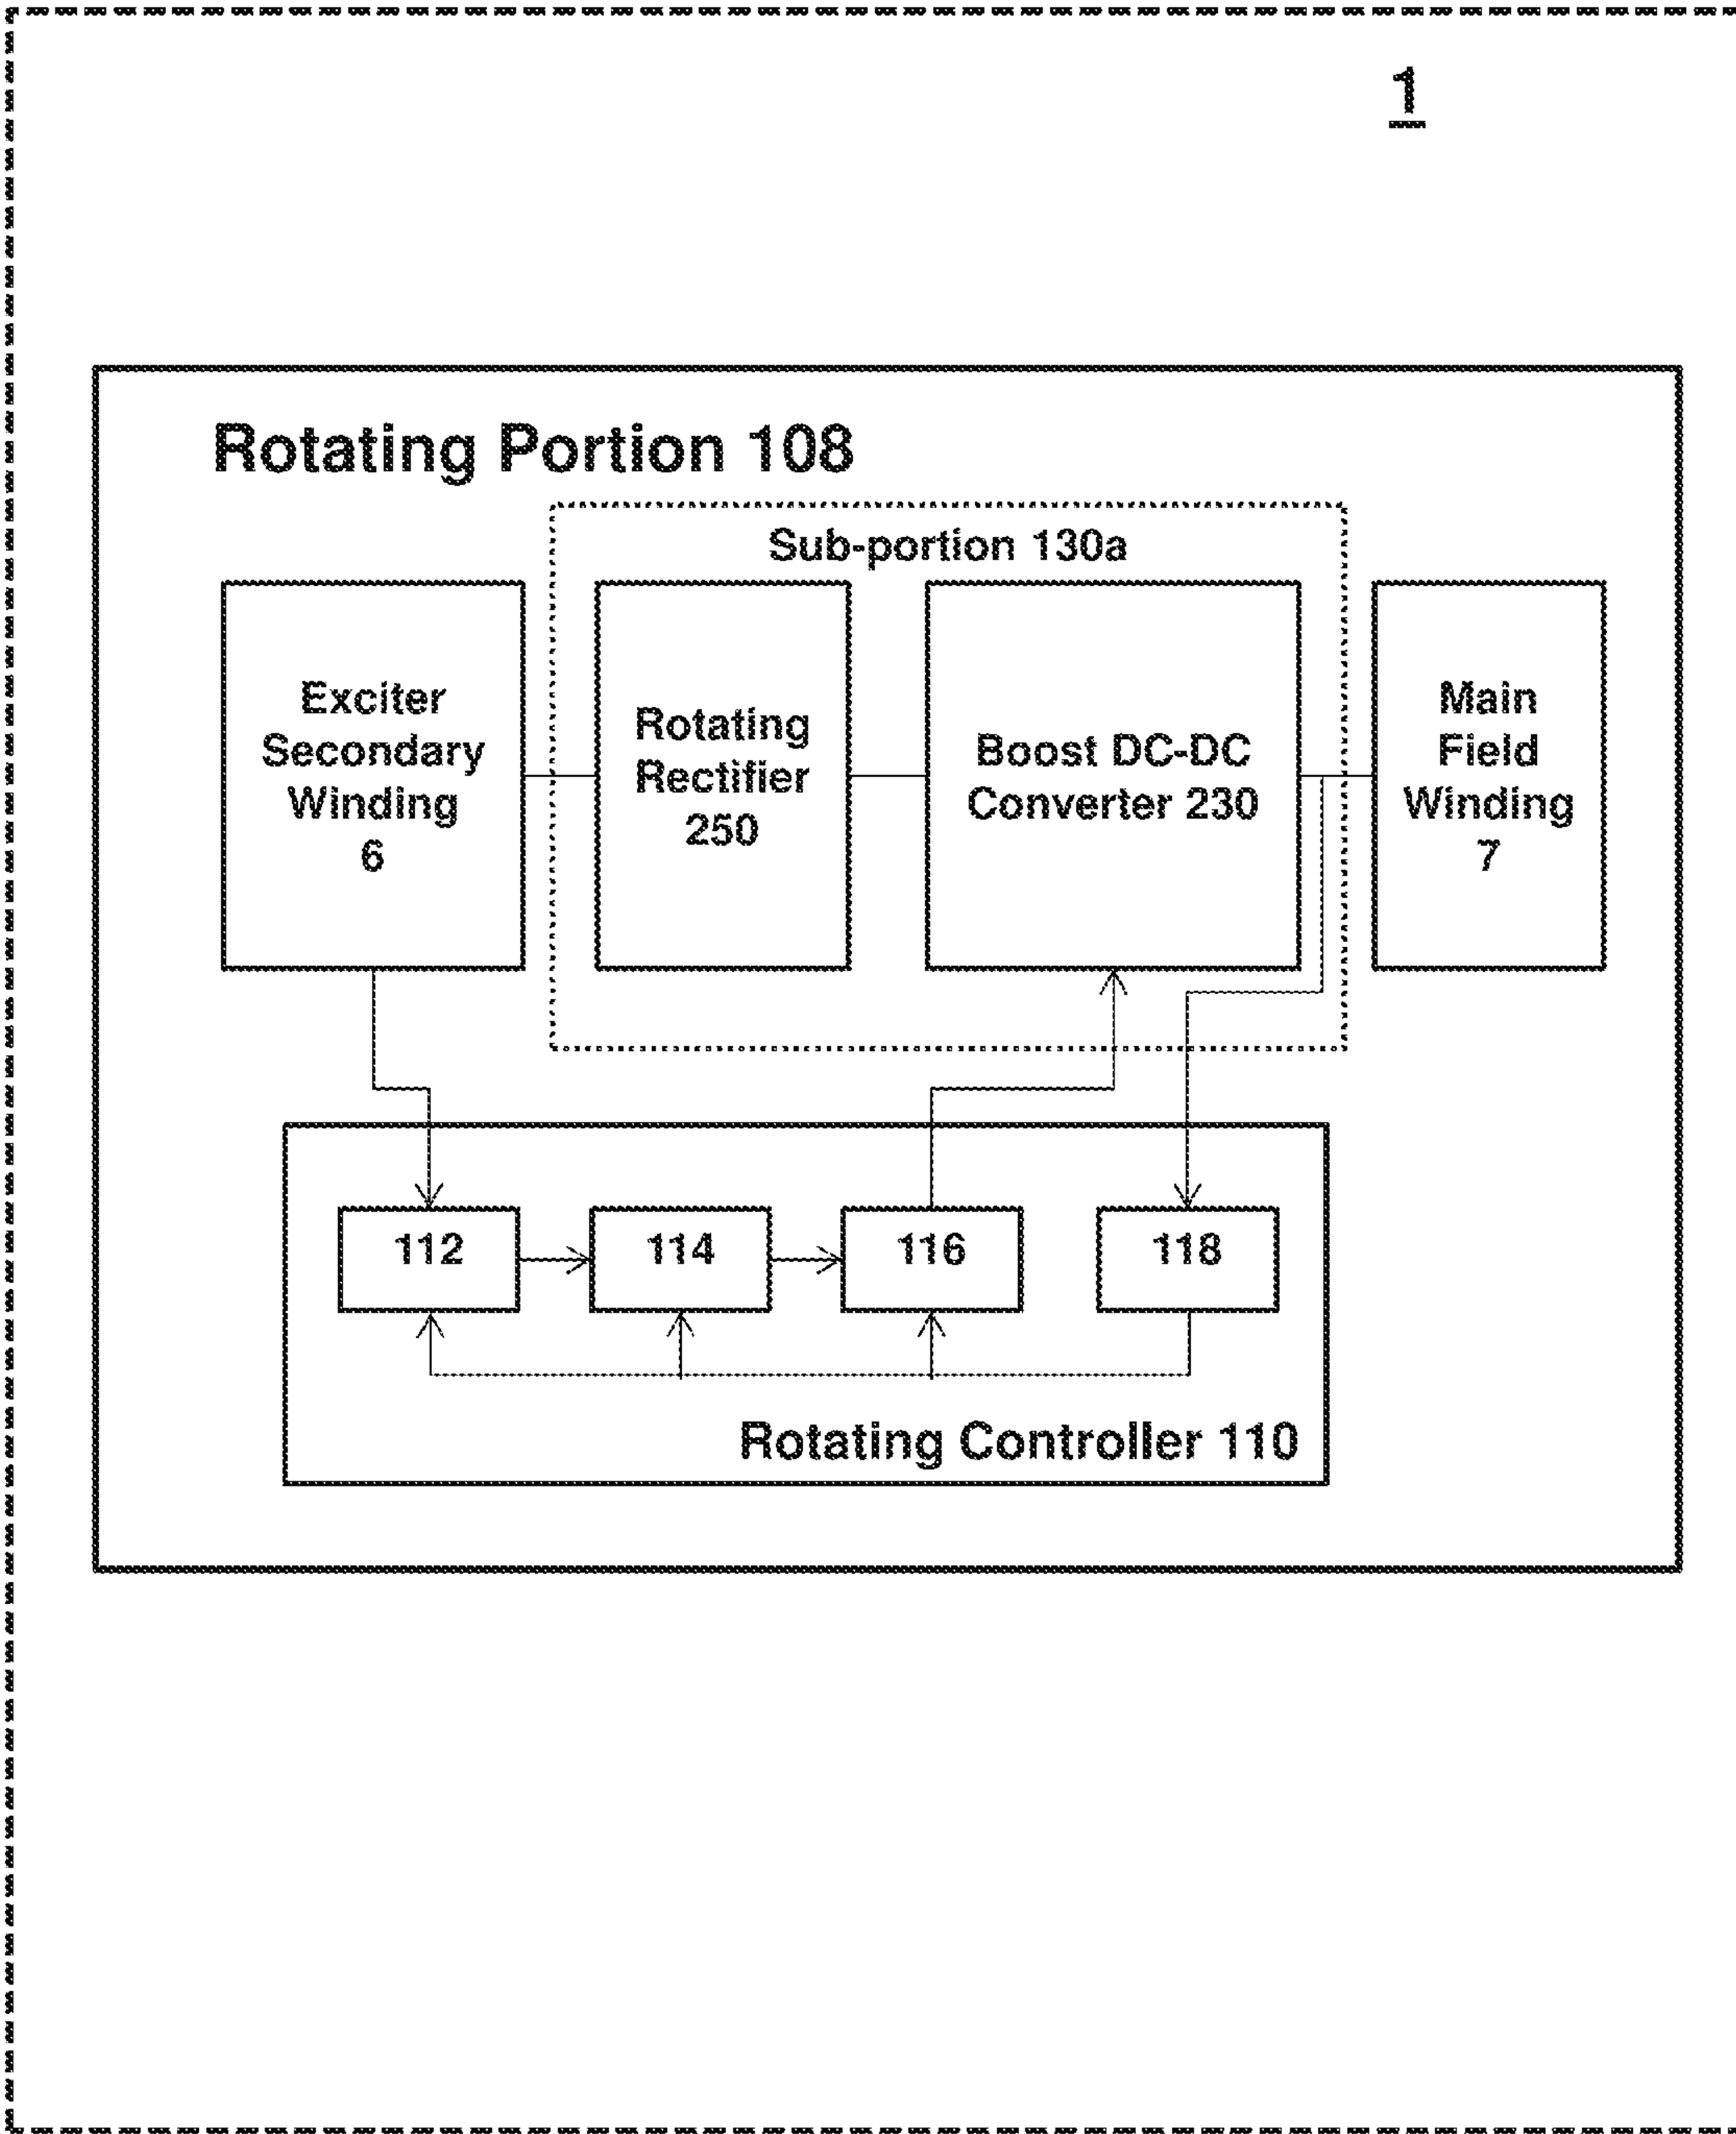 1
Rotating Portion 108
Sub-portion 130a
Exciter
Secondary
Winding
6
Rotating
Rectifier
250
Boost DC-DC
Converter 230
Main
Field
Winding
7
112
114
116
118
Rotating Controller 110